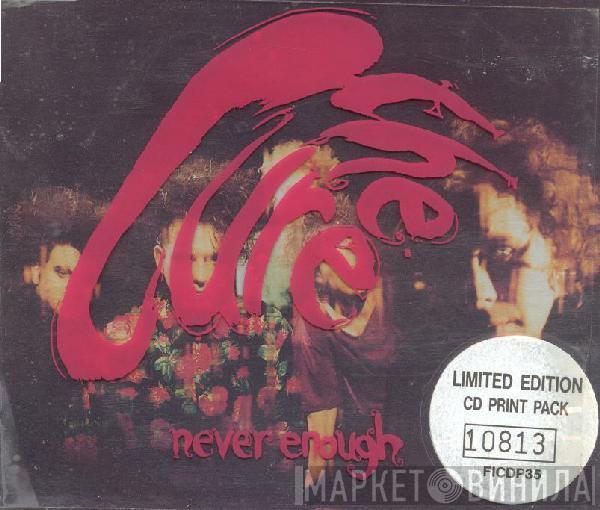 The
Cure
never enough
LIMITED EDITION
CD PRINT PACK
10813
FICDP35
МАРКЕТ ВИНИЛА